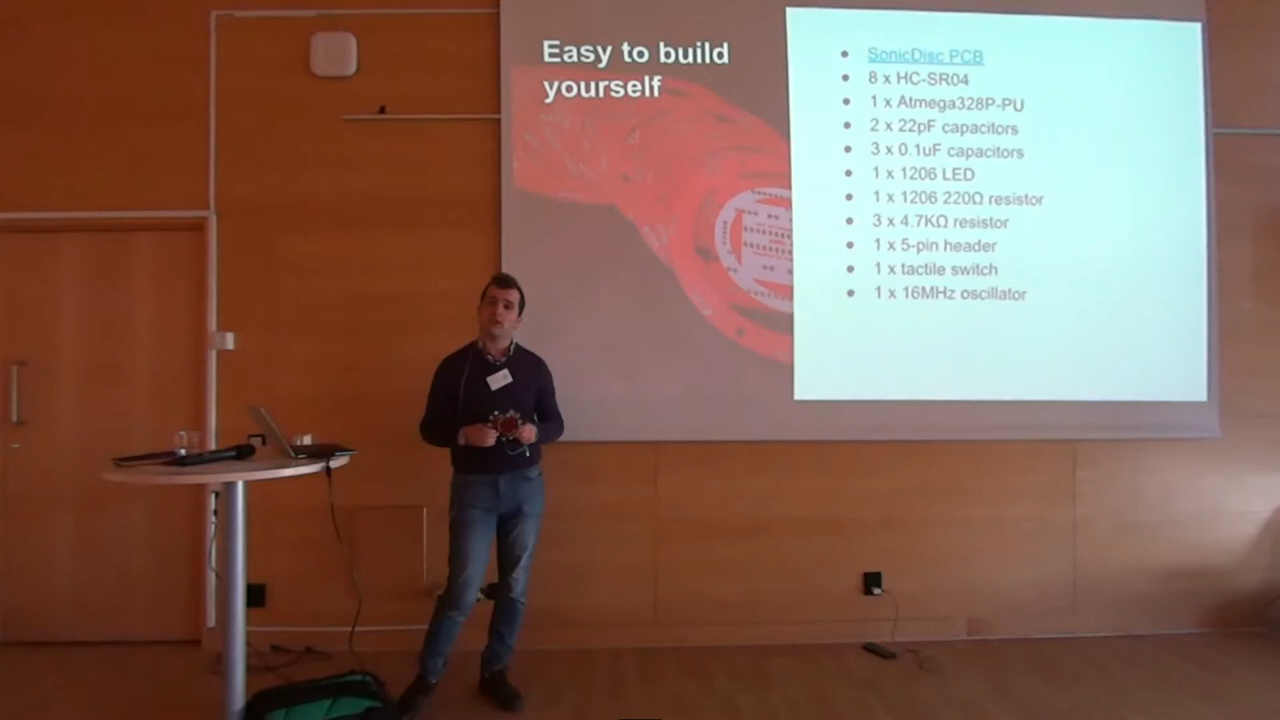 Easy to build
yourself
SonicDisc PCB
8 x HC-SR04
1 x Atmega328P-PU
2 x 22pF capacitors
3 x 0.1uF capacitors
1 x 1206 LED
1 x 1206 220Ω resistor
3 x 4.7KΩ resistor
1 x 5-pin header
1 x tactile switch
1 x 16MHz oscillator